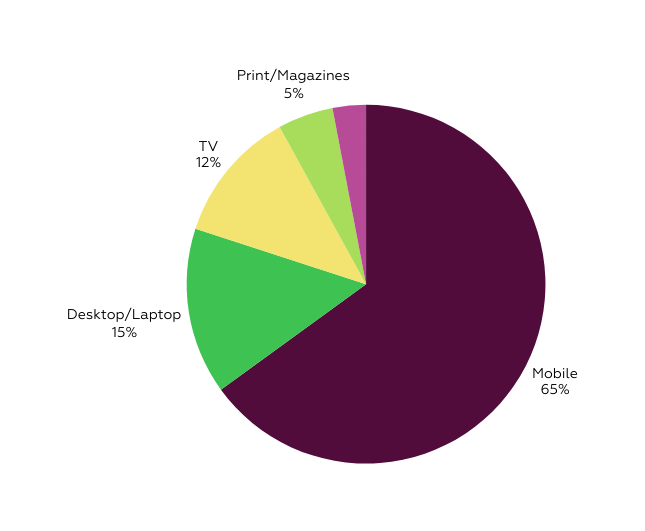 Print/Magazines
5%
TV
12%
Desktop/Laptop
15%
Mobile
65%